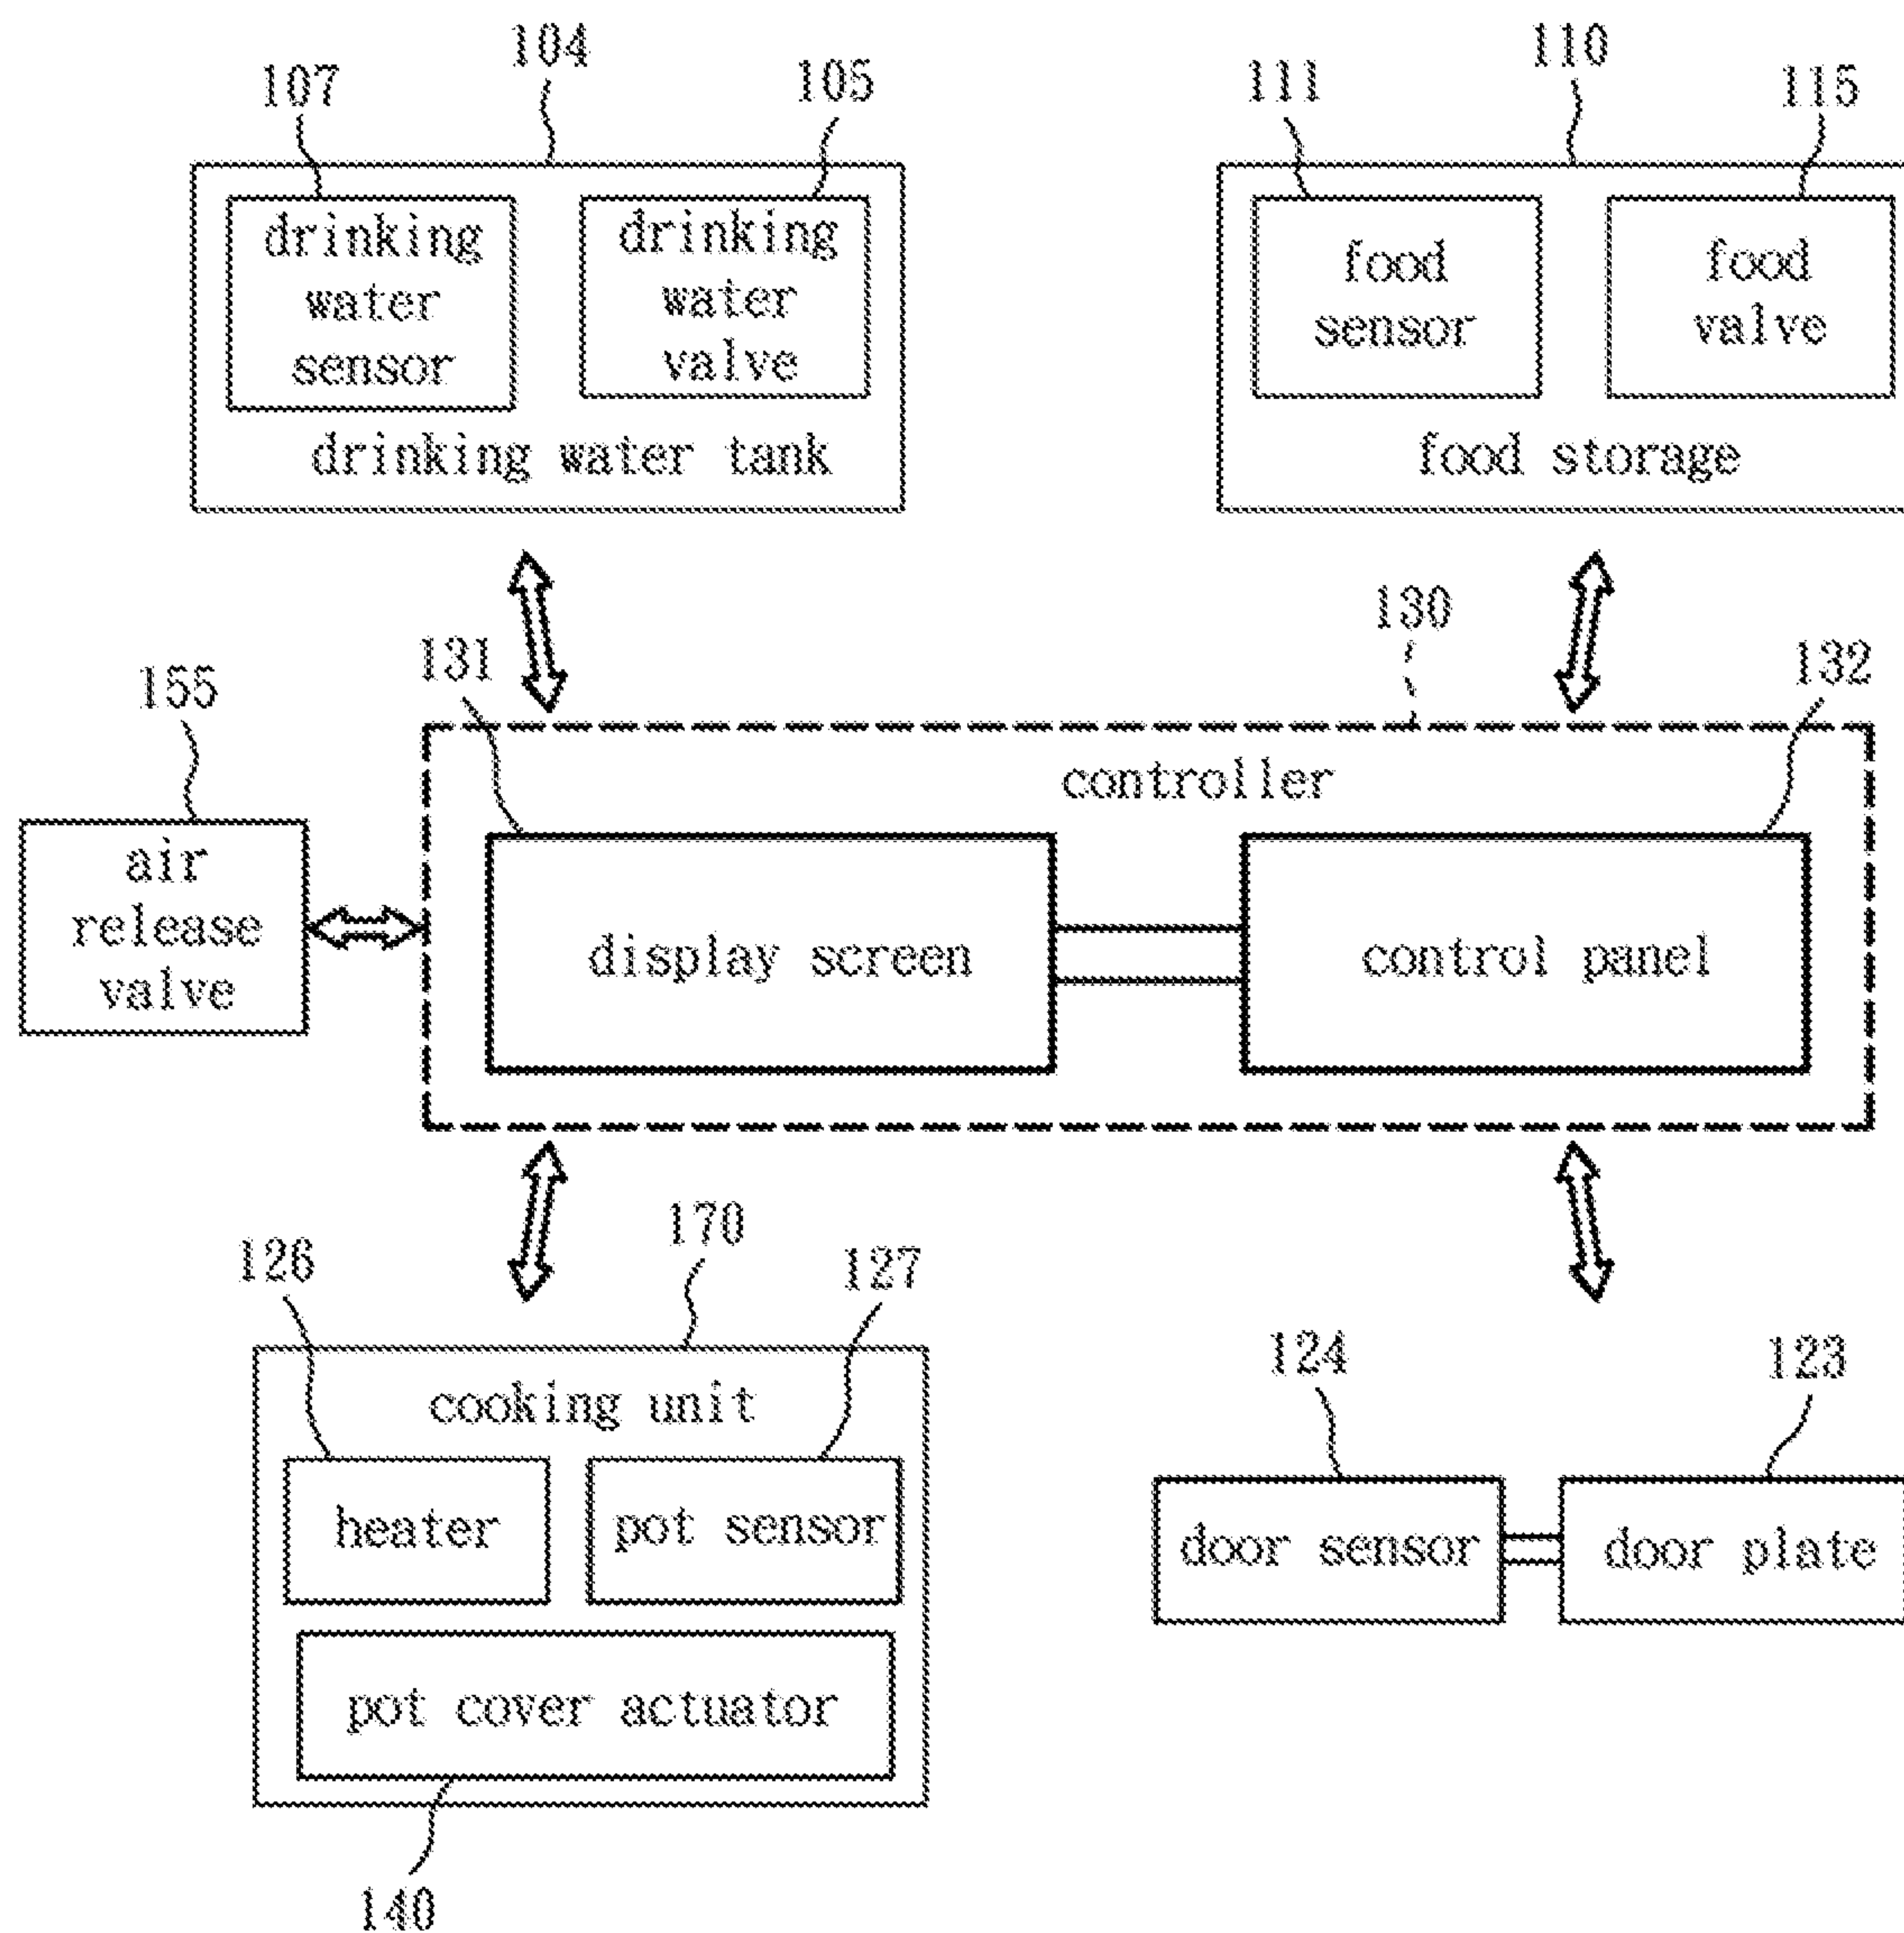 104
110
107
105
111
115
drinking
water
sensor
drinking
water
valve
food
sensor
food
valve
drinking water tank
food storage
130
131
132
155
controller
air
release
valve
display screen
control panel
170
126
127
124
123
cooking unit
heater
pot sensor
door sensor
door plate
pot cover actuator
140